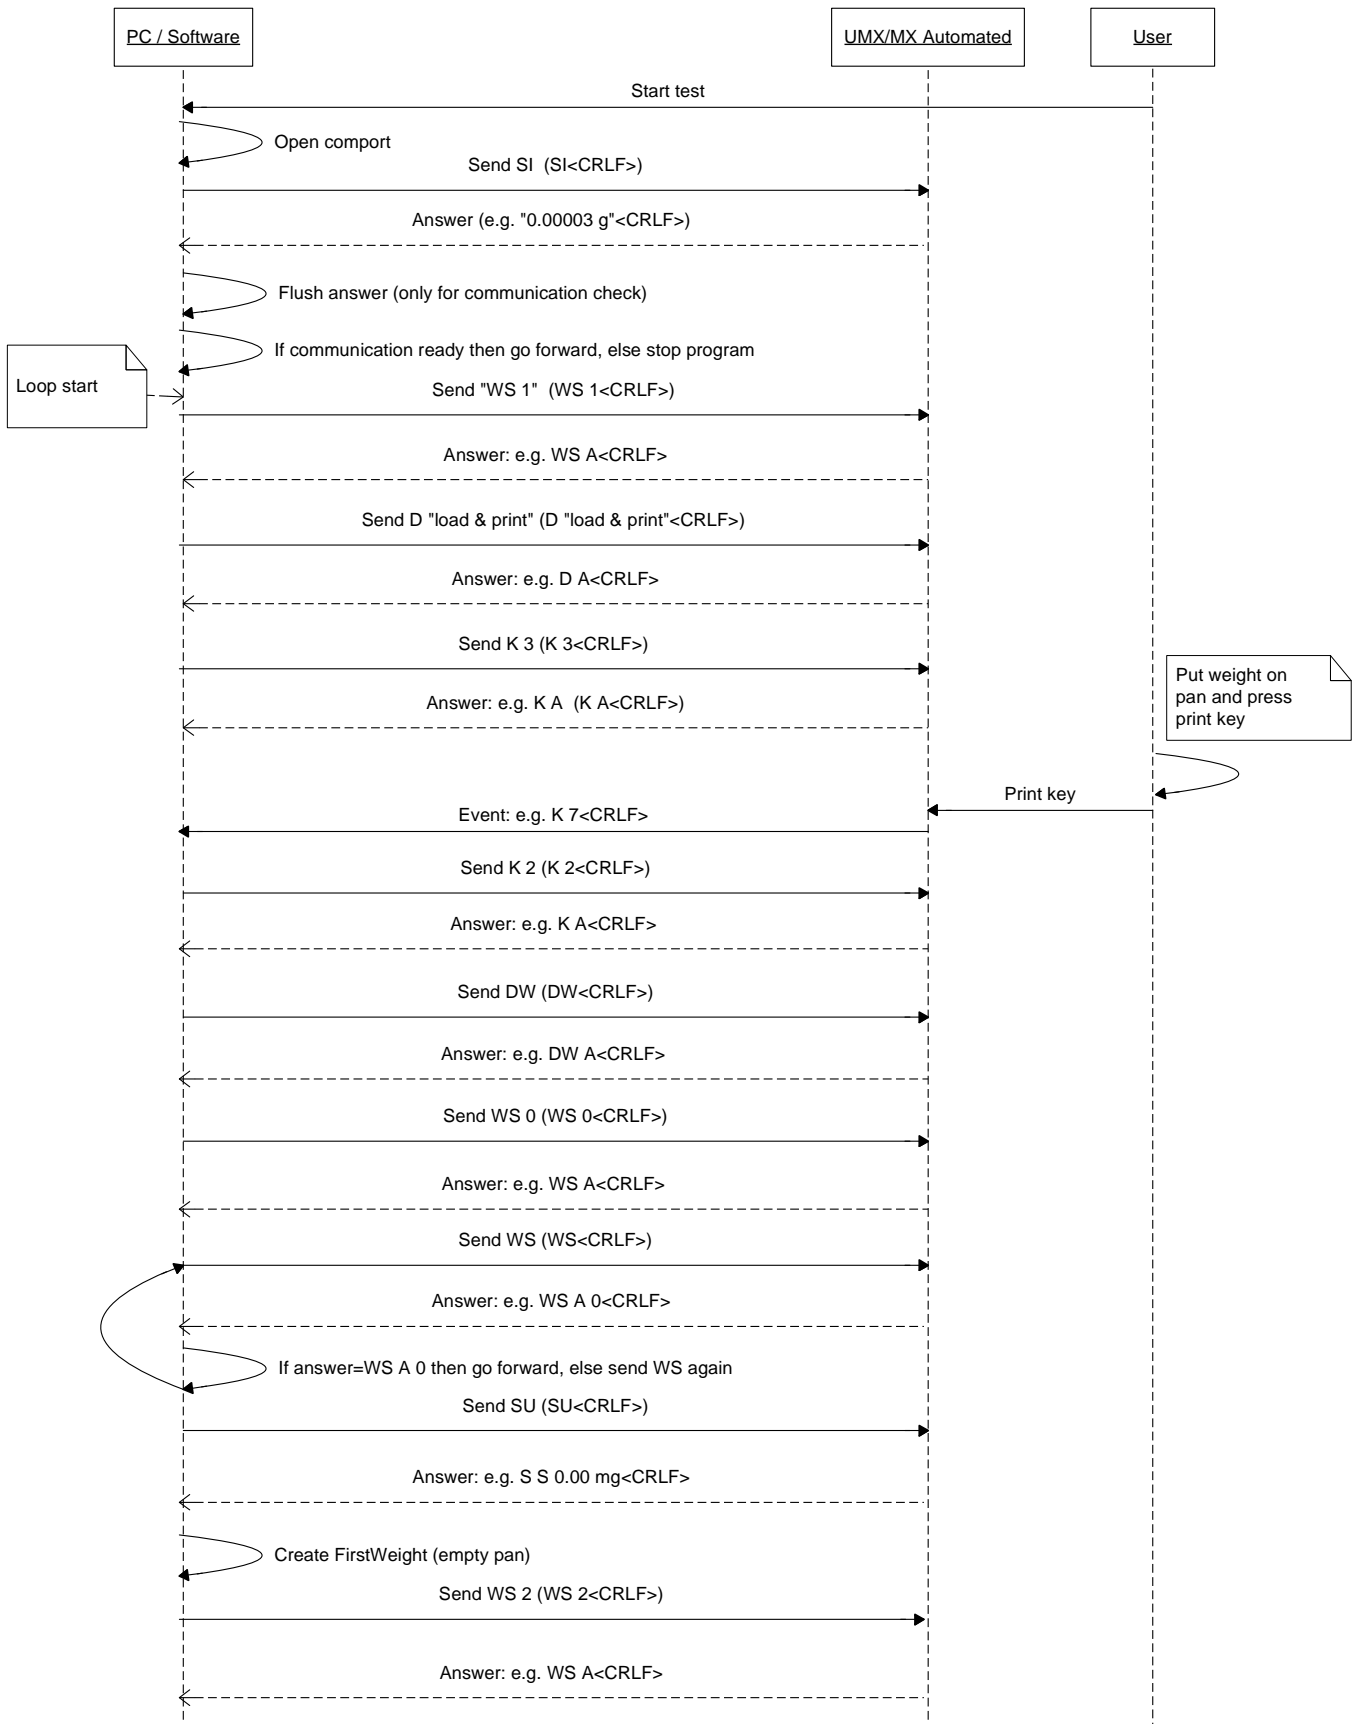 PC / Software
UMX/MX Automated
User
Start test
Open comport
Send SI  (SI<CRLF>)
Answer (e.g. "0.00003 g"<CRLF>)
Flush answer (only for communication check)
If communication ready then go forward, else stop program
Loop start
Send "WS 1"  (WS 1<CRLF>)
Answer: e.g. WS A<CRLF>
Send D "load & print" (D "load & print"<CRLF>)
Answer: e.g. D A<CRLF>
Send K 3 (K 3<CRLF>)
Put weight on
pan and press
print key
Answer: e.g. K A  (K A<CRLF>)
Print key
Event: e.g. K 7<CRLF>
Send K 2 (K 2<CRLF>)
Answer: e.g. K A<CRLF>
Send DW (DW<CRLF>)
Answer: e.g. DW A<CRLF>
Send WS 0 (WS 0<CRLF>)
Answer: e.g. WS A<CRLF>
Send WS (WS<CRLF>)
Answer: e.g. WS A 0<CRLF>
If answer=WS A 0 then go forward, else send WS again
Send SU (SU<CRLF>)
Answer: e.g. S S 0.00 mg<CRLF>
Create FirstWeight (empty pan)
Send WS 2 (WS 2<CRLF>)
Answer: e.g. WS A<CRLF>